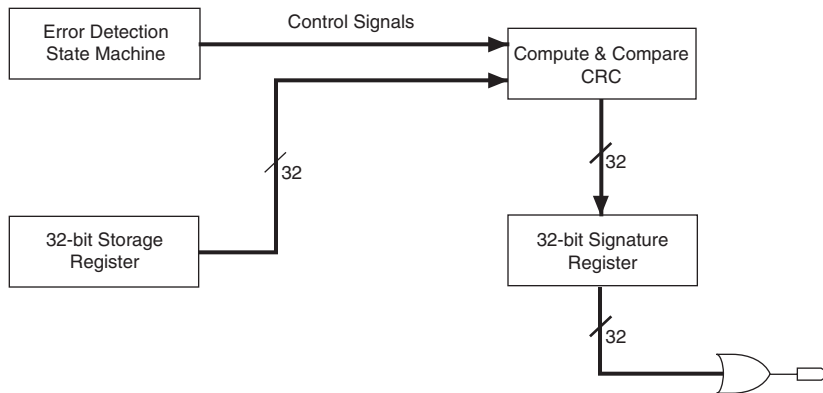 Error Detection
State Machine
Control Signals
Compute & Compare
CRC
32
32
32-bit Storage
Register
32-bit Signature
Register
32